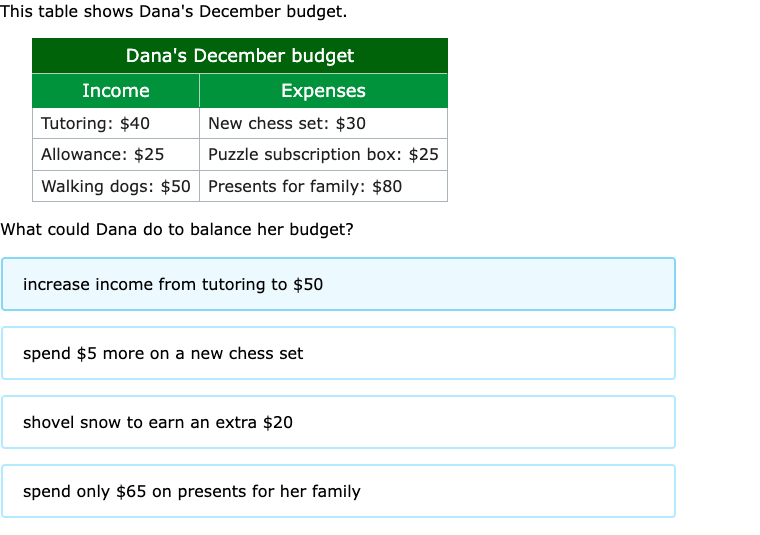 This table shows Dana's December budget.
Dana's December budget
Income Expenses
Tutoring: $40 New chess set: $30
Allowance: $25 Puzzle subscription box: $25
Walking dogs: $50 Presents for family: $80
What could Dana do to balance her budget?
increase income from tutoring to $50
spend $5 more on a new chess set
shovel snow to earn an extra $20
spend only $65 on presents for her family